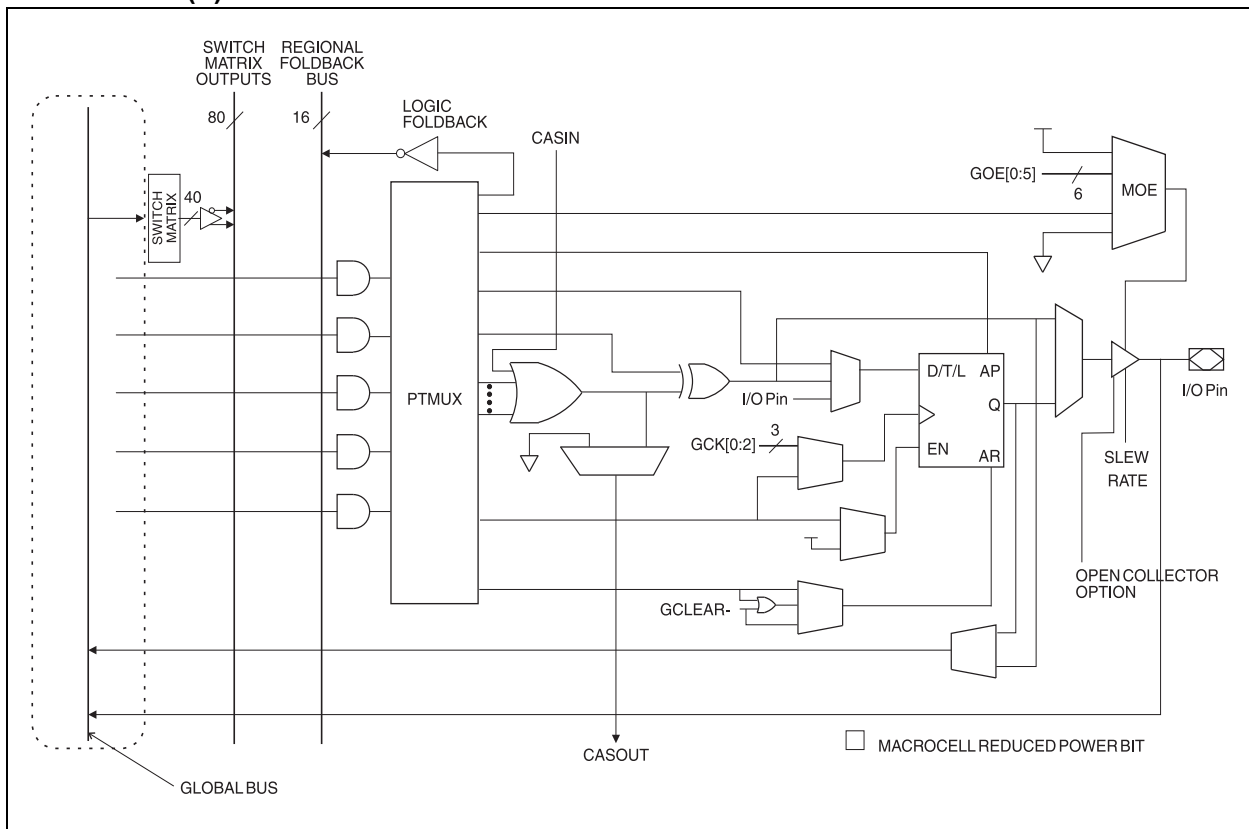 SWITCH
MATRIX
OUTPUTS
REGIONAL
FOLDBACK
BUS
80
16
LOGIC
FOLDBACK
CASIN
GOE[0:5]
6
MOE
SWITCH
MATRIX
40
PTMUX
I/O Pin
D/T/L
AP
Q
EN
AR
I/O Pin
GCK[0:2]
3
SLEW
RATE
OPEN COLLECTOR
OPTION
GCLEAR-
CASOUT
MACROCELL REDUCED POWER BIT
GLOBAL BUS